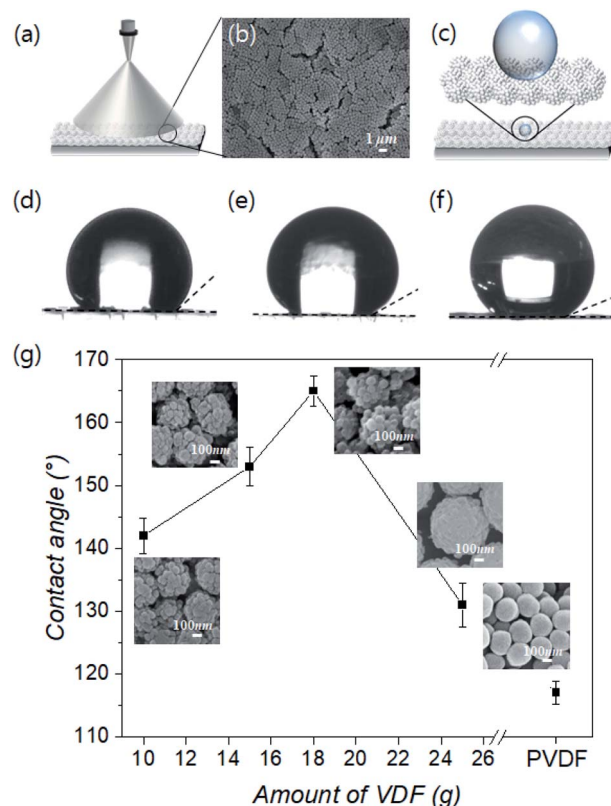 (a)
(b)
(c)
1 μm
(d)
(e)
(f)
(g)
170
160
150
140
130
120
110
Contact angle (°)
100nm
100nm
100nm
100nm
100nm
10 12 14 16 18 20 22 24 26 PVDF
Amount of VDF (g)